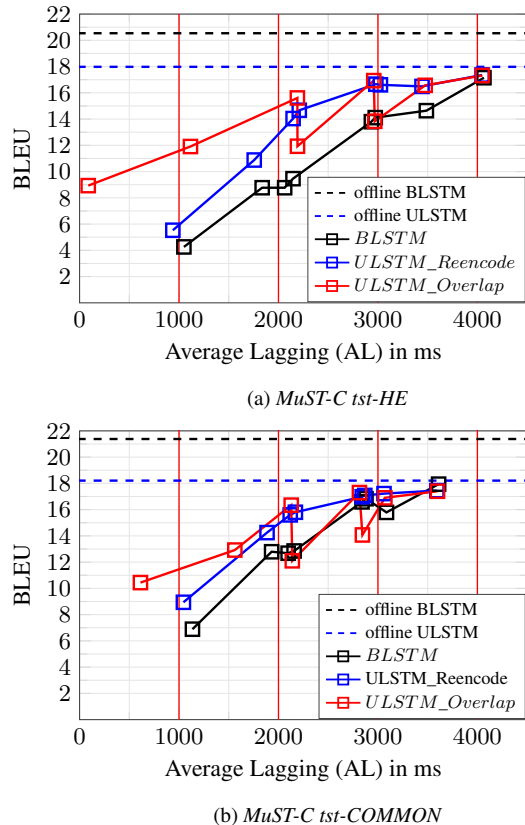 22
20
18
16
14
12
10
8
6
4
2
BLEU
offline BLSTM
offline ULSTM
BLSTM
ULSTM_Reencode
ULSTM_Overlap
0 1000 2000 3000 4000
Average Lagging (AL) in ms
(a) MuST-C tst-HE
22
20
18
16
14
12
10
8
6
4
2
BLEU
offline BLSTM
offline ULSTM
BLSTM
ULSTM_Reencode
ULSTM_Overlap
0 1000 2000 3000 4000
Average Lagging (AL) in ms
(b) MuST-C tst-COMMON